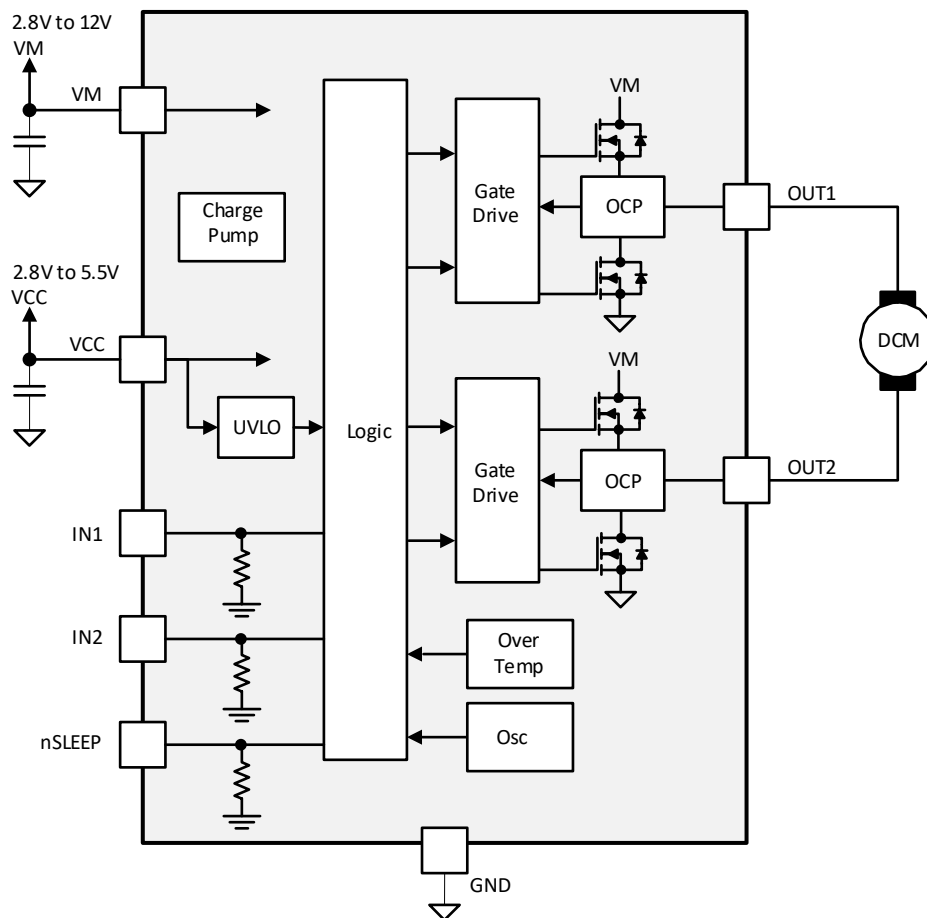 2.8V to 12V
VM
VM
VM
Charge
Pump
Gate
Drive
OCP
OUT1
2.8V to 5.5V
VCC
VCC
DCM
VM
UVLO
Logic
Gate
Drive
OCP
OUT2
IN1
IN2
Over
Temp
nSLEEP
Osc
GND